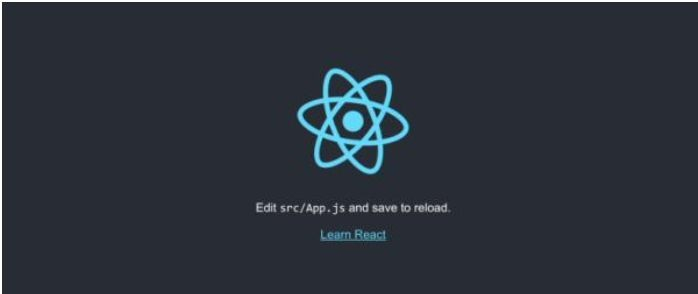 Edit src/App.js and save to reload.
Learn React